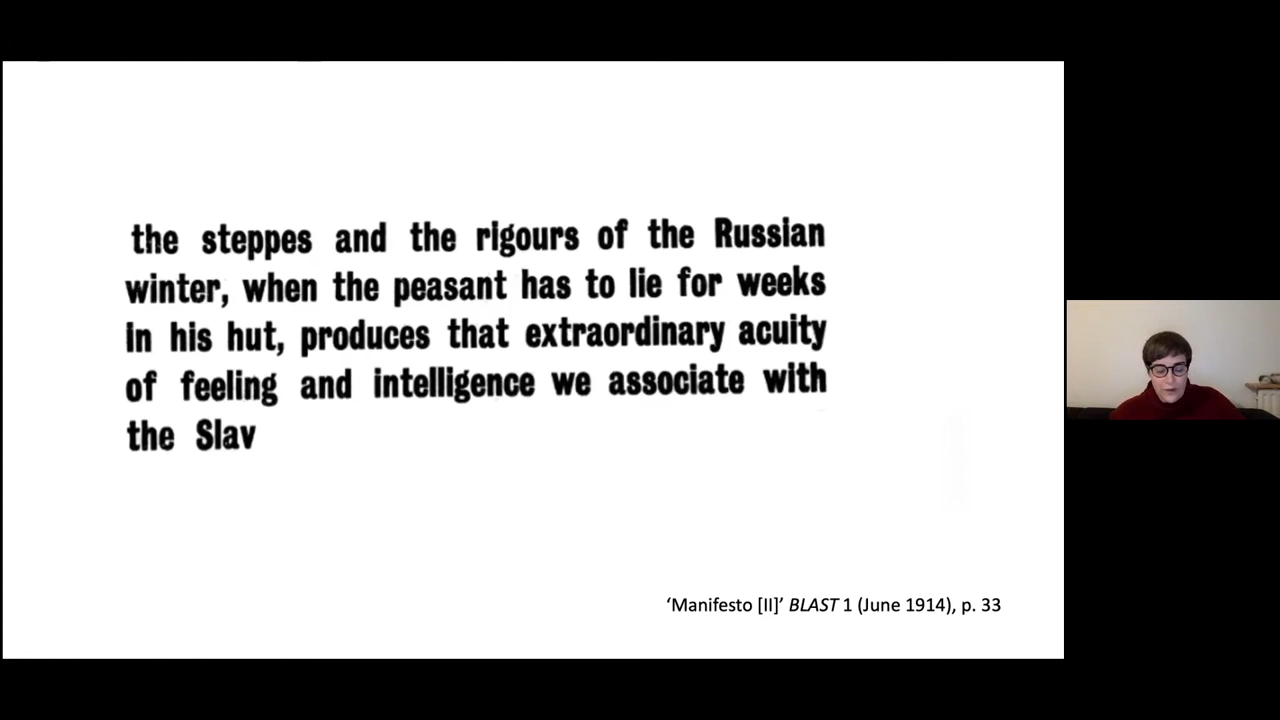 the steppes and the rigours of the Russian
winter, when the peasant has to lie for weeks
in his hut, produces that extraordinary acuity
of feeling and intelligence we associate with
the Slav
‘Manifesto [II]’ BLAST 1 (June 1914), p. 33